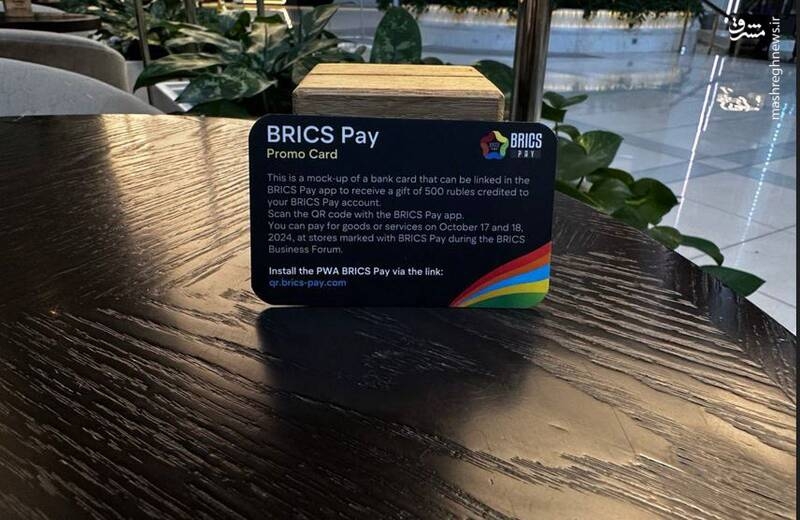 مشرق
mashreghnews.ir
BRICS Pay
Promo Card
BRICS
PAY
This is a mock-up of a bank card that can be linked in the
BRICS Pay app to receive a gift of 500 rubles credited to
your BRICS Pay account.
Scan the QR code with the BRICS Pay app.
You can pay for goods or services on October 17 and 18,
2024, at stores marked with BRICS Pay during the BRICS
Business Forum.
Install the PWA BRICS Pay via the link:
qr.brics-pay.com